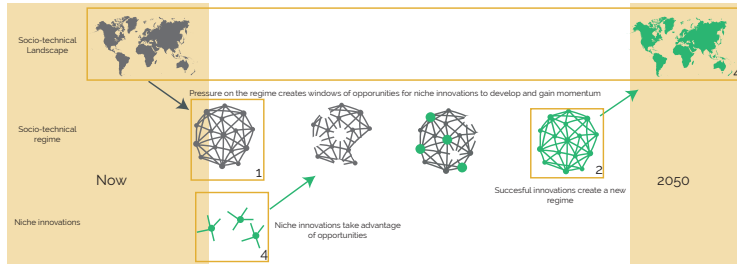 Socio-technical
Landscape
Pressure on the regime creates windows of opporunities for niche innovations to develop and gain momentum
Socio-technical
regime
1
2
Now
Succesful innovations create a new
regime
2050
Niche innovations
Niche innovations take advantage
of opportunities
4